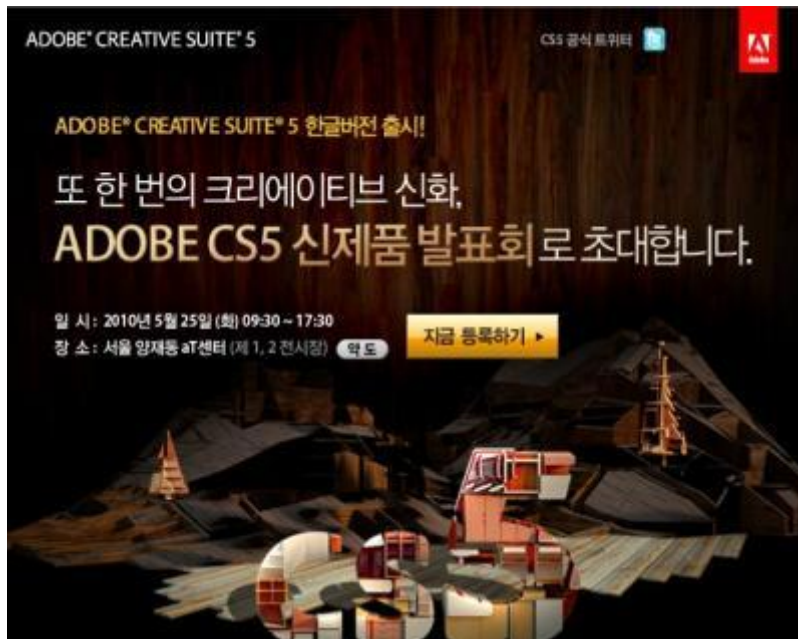 ADOBE® CREATIVE SUITE® 5
CS5 공식 트위터
Adobe
ADOBE® CREATIVE SUITE® 5 한글버전 출시!
또 한 번의 크리에이티브 신화,
ADOBE CS5 신제품 발표회로 초대합니다.
일 시 : 2010년 5월 25일 (화) 09:30 ~ 17:30
장 소 : 서울 양재동 aT센터 (제 1, 2 전시장) 약 도
지금 등록하기
CS5